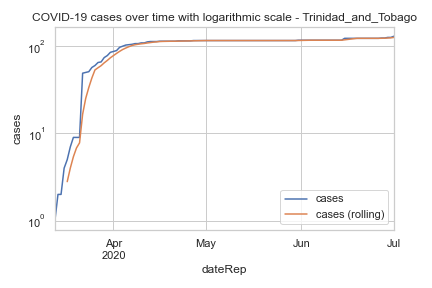 COVID-19 cases over time with logarithmic scale - Trinidad_and_Tobago
cases
10²
10¹
10⁰
cases
cases (rolling)
Apr
2020
May
Jun
Jul
dateRep